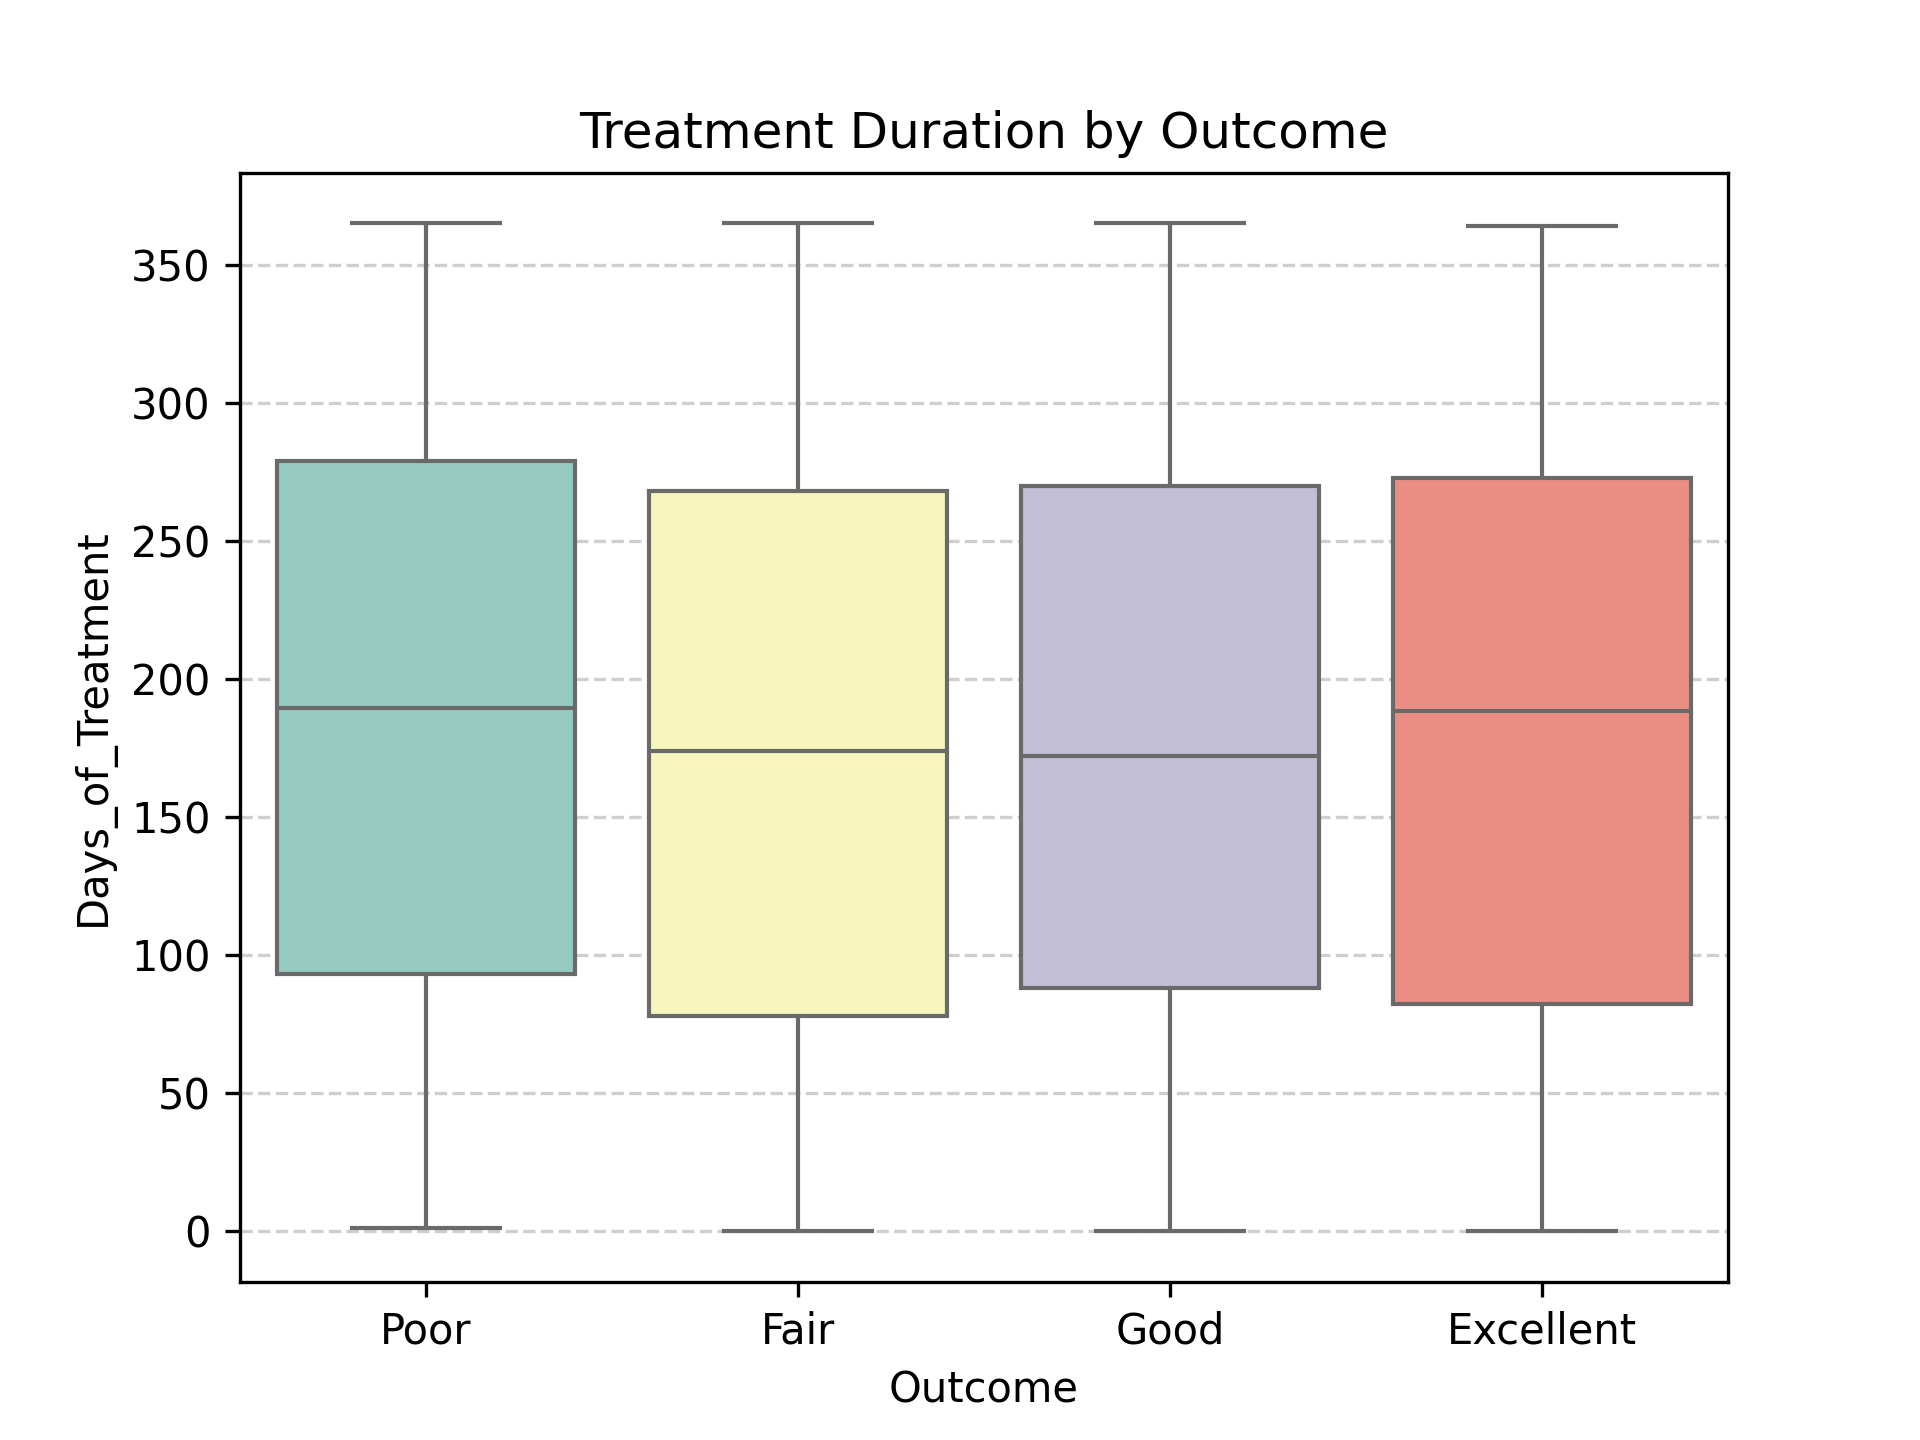 Treatment Duration by Outcome
Days_of_Treatment
350
300
250
200
150
100
50
0
Poor
Fair
Good
Excellent
Outcome